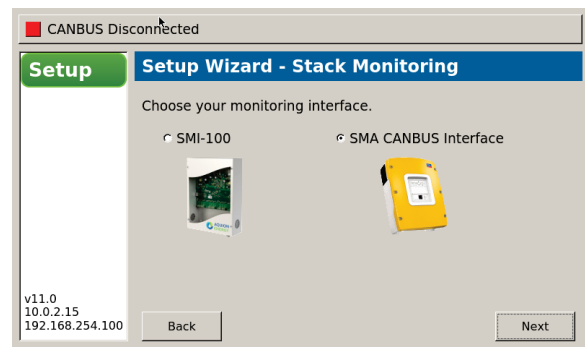 CANBUS Disconnected
Setup
Setup Wizard - Stack Monitoring
Choose your monitoring interface.
SMI-100
SMA CANBUS Interface
v11.0
10.0.2.15
192.168.254.100
Back
Next